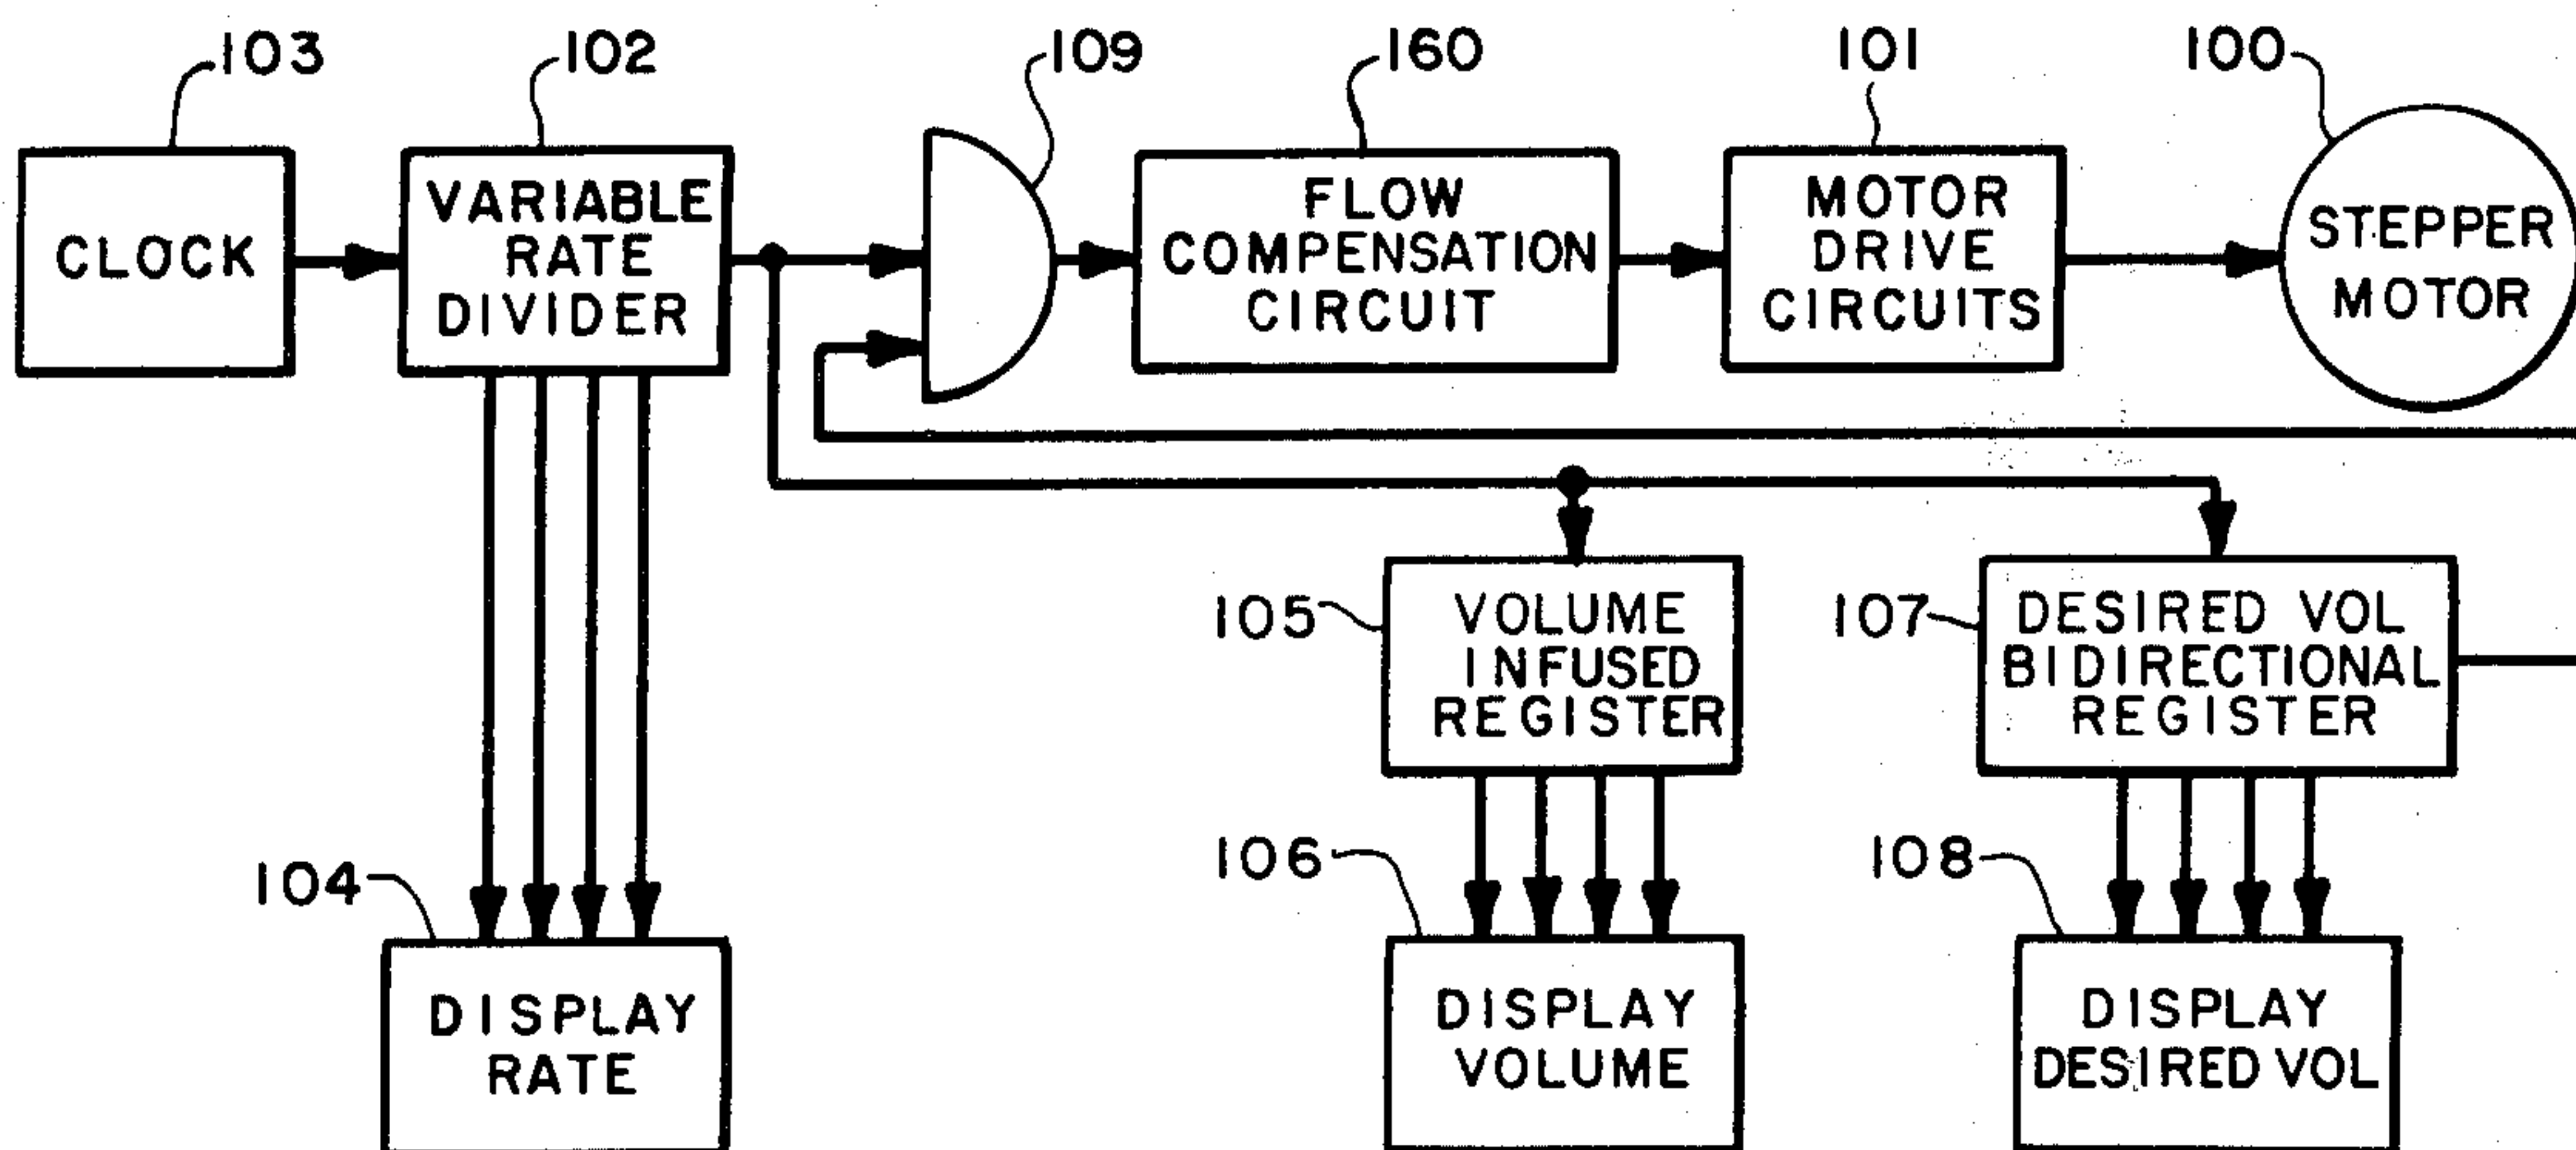 103
102
109
160
101
100
CLOCK
VARIABLE
RATE
DIVIDER
FLOW
COMPENSATION
CIRCUIT
MOTOR
DRIVE
CIRCUITS
STEPPER
MOTOR
105
VOLUME
INFUSED
REGISTER
107
DESIRED VOL
BIDIRECTIONAL
REGISTER
104
106
108
DISPLAY
RATE
DISPLAY
VOLUME
DISPLAY
DESIRED VOL